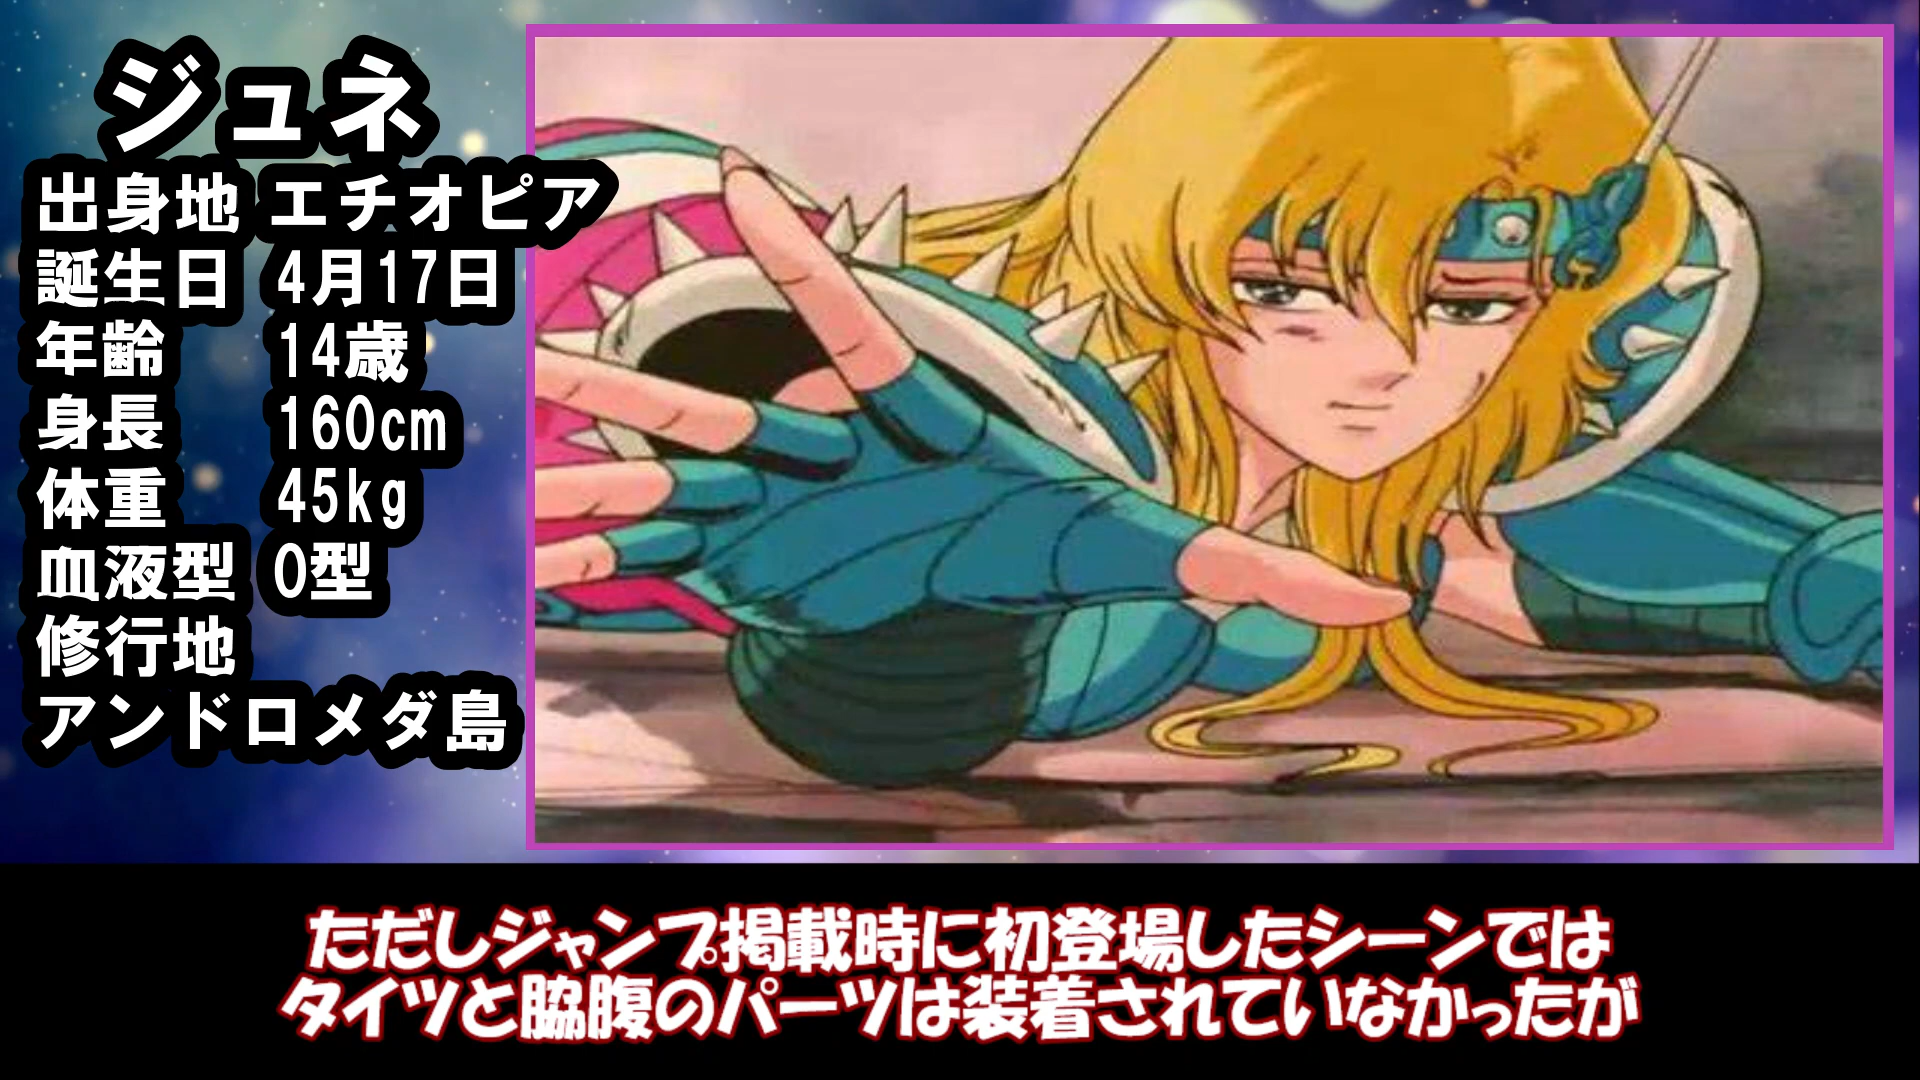 ジュネ
出身地 エチオピア
誕生日 4月17日
年齢 14歳
身長 160cm
体重 45kg
血液型 O型
修行地
アンドロメダ島
ただしジャンプ掲載時に初登場したシーンでは
タイツと脇腹のパーツは装着されていなかったが